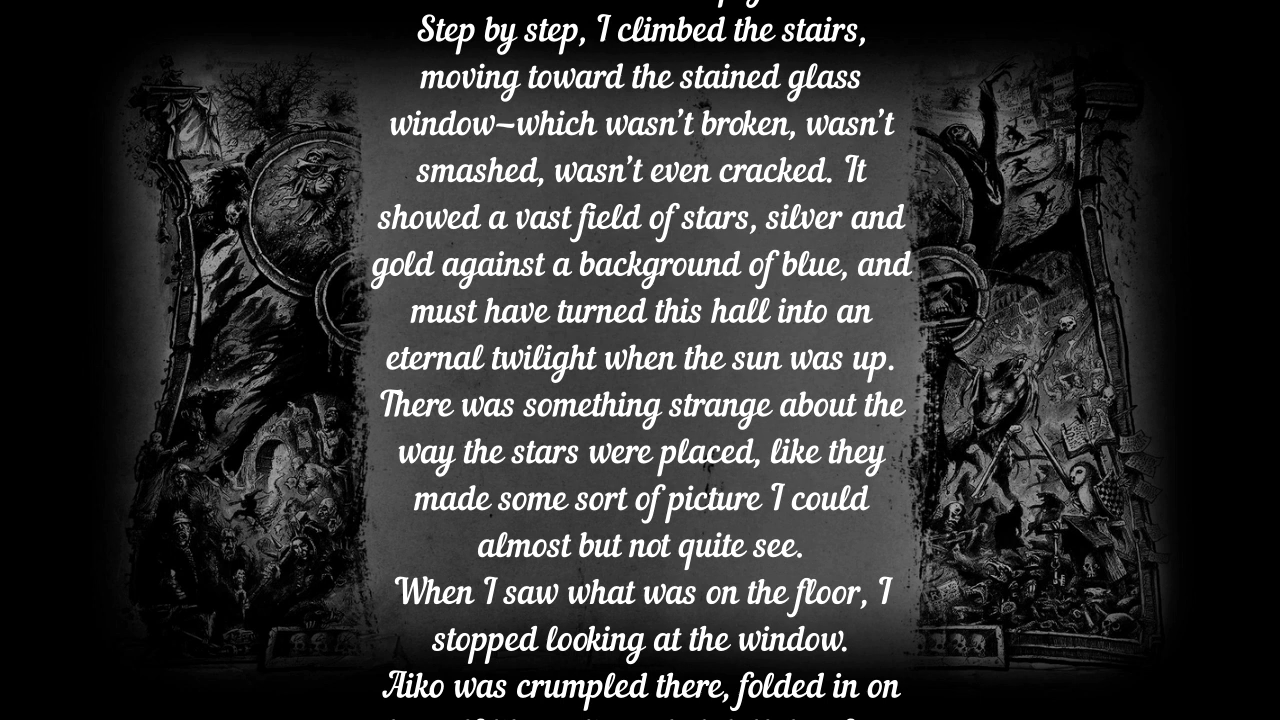 Step by step, I climbed the stairs,
moving toward the stained glass
window–which wasn't broken, wasn't
smashed, wasn't even cracked. It
showed a vast field of stars, silver and
gold against a background of blue, and
must have turned this hall into an
eternal twilight when the sun was up.
There was something strange about the
way the stars were placed, like they
made some sort of picture I could
almost but not quite see.
When I saw what was on the floor, I
stopped looking at the window.
Aiko was crumpled there, folded in on